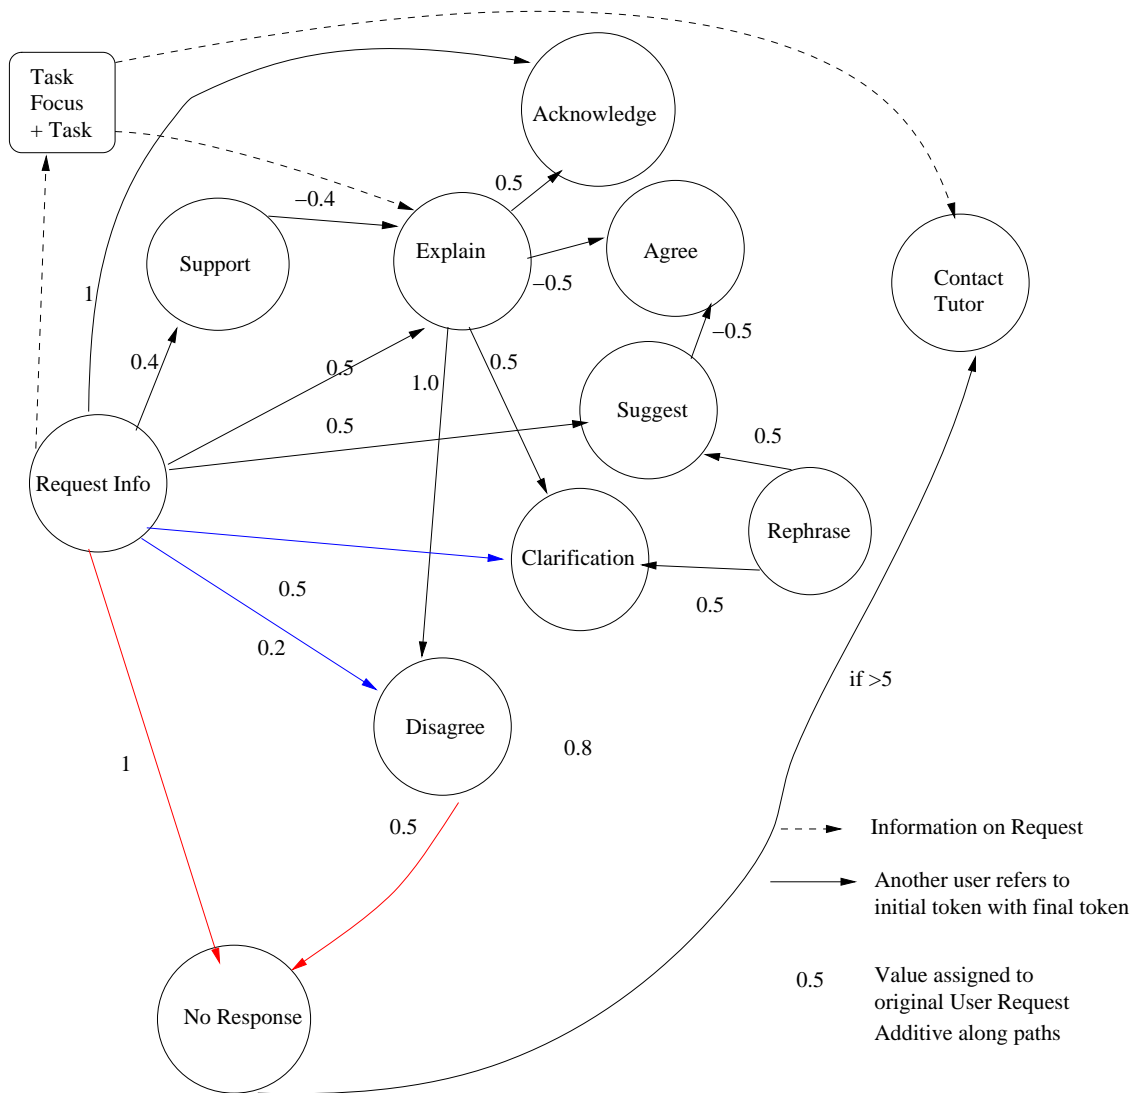 Task
Focus
+ Task
Acknowledge
0.5
−0.4
Support
Explain
Agree
−0.5
Contact
Tutor
1
0.4
0.5
1.0
0.5
−0.5
Suggest
0.5
0.5
Request Info
Rephrase
Clarification
0.5
0.5
0.2
if >5
Disagree
0.8
1
0.5
Information on Request
Another user refers to
initial token with final token
0.5
Value assigned to
original User Request
Additive along paths
No Response